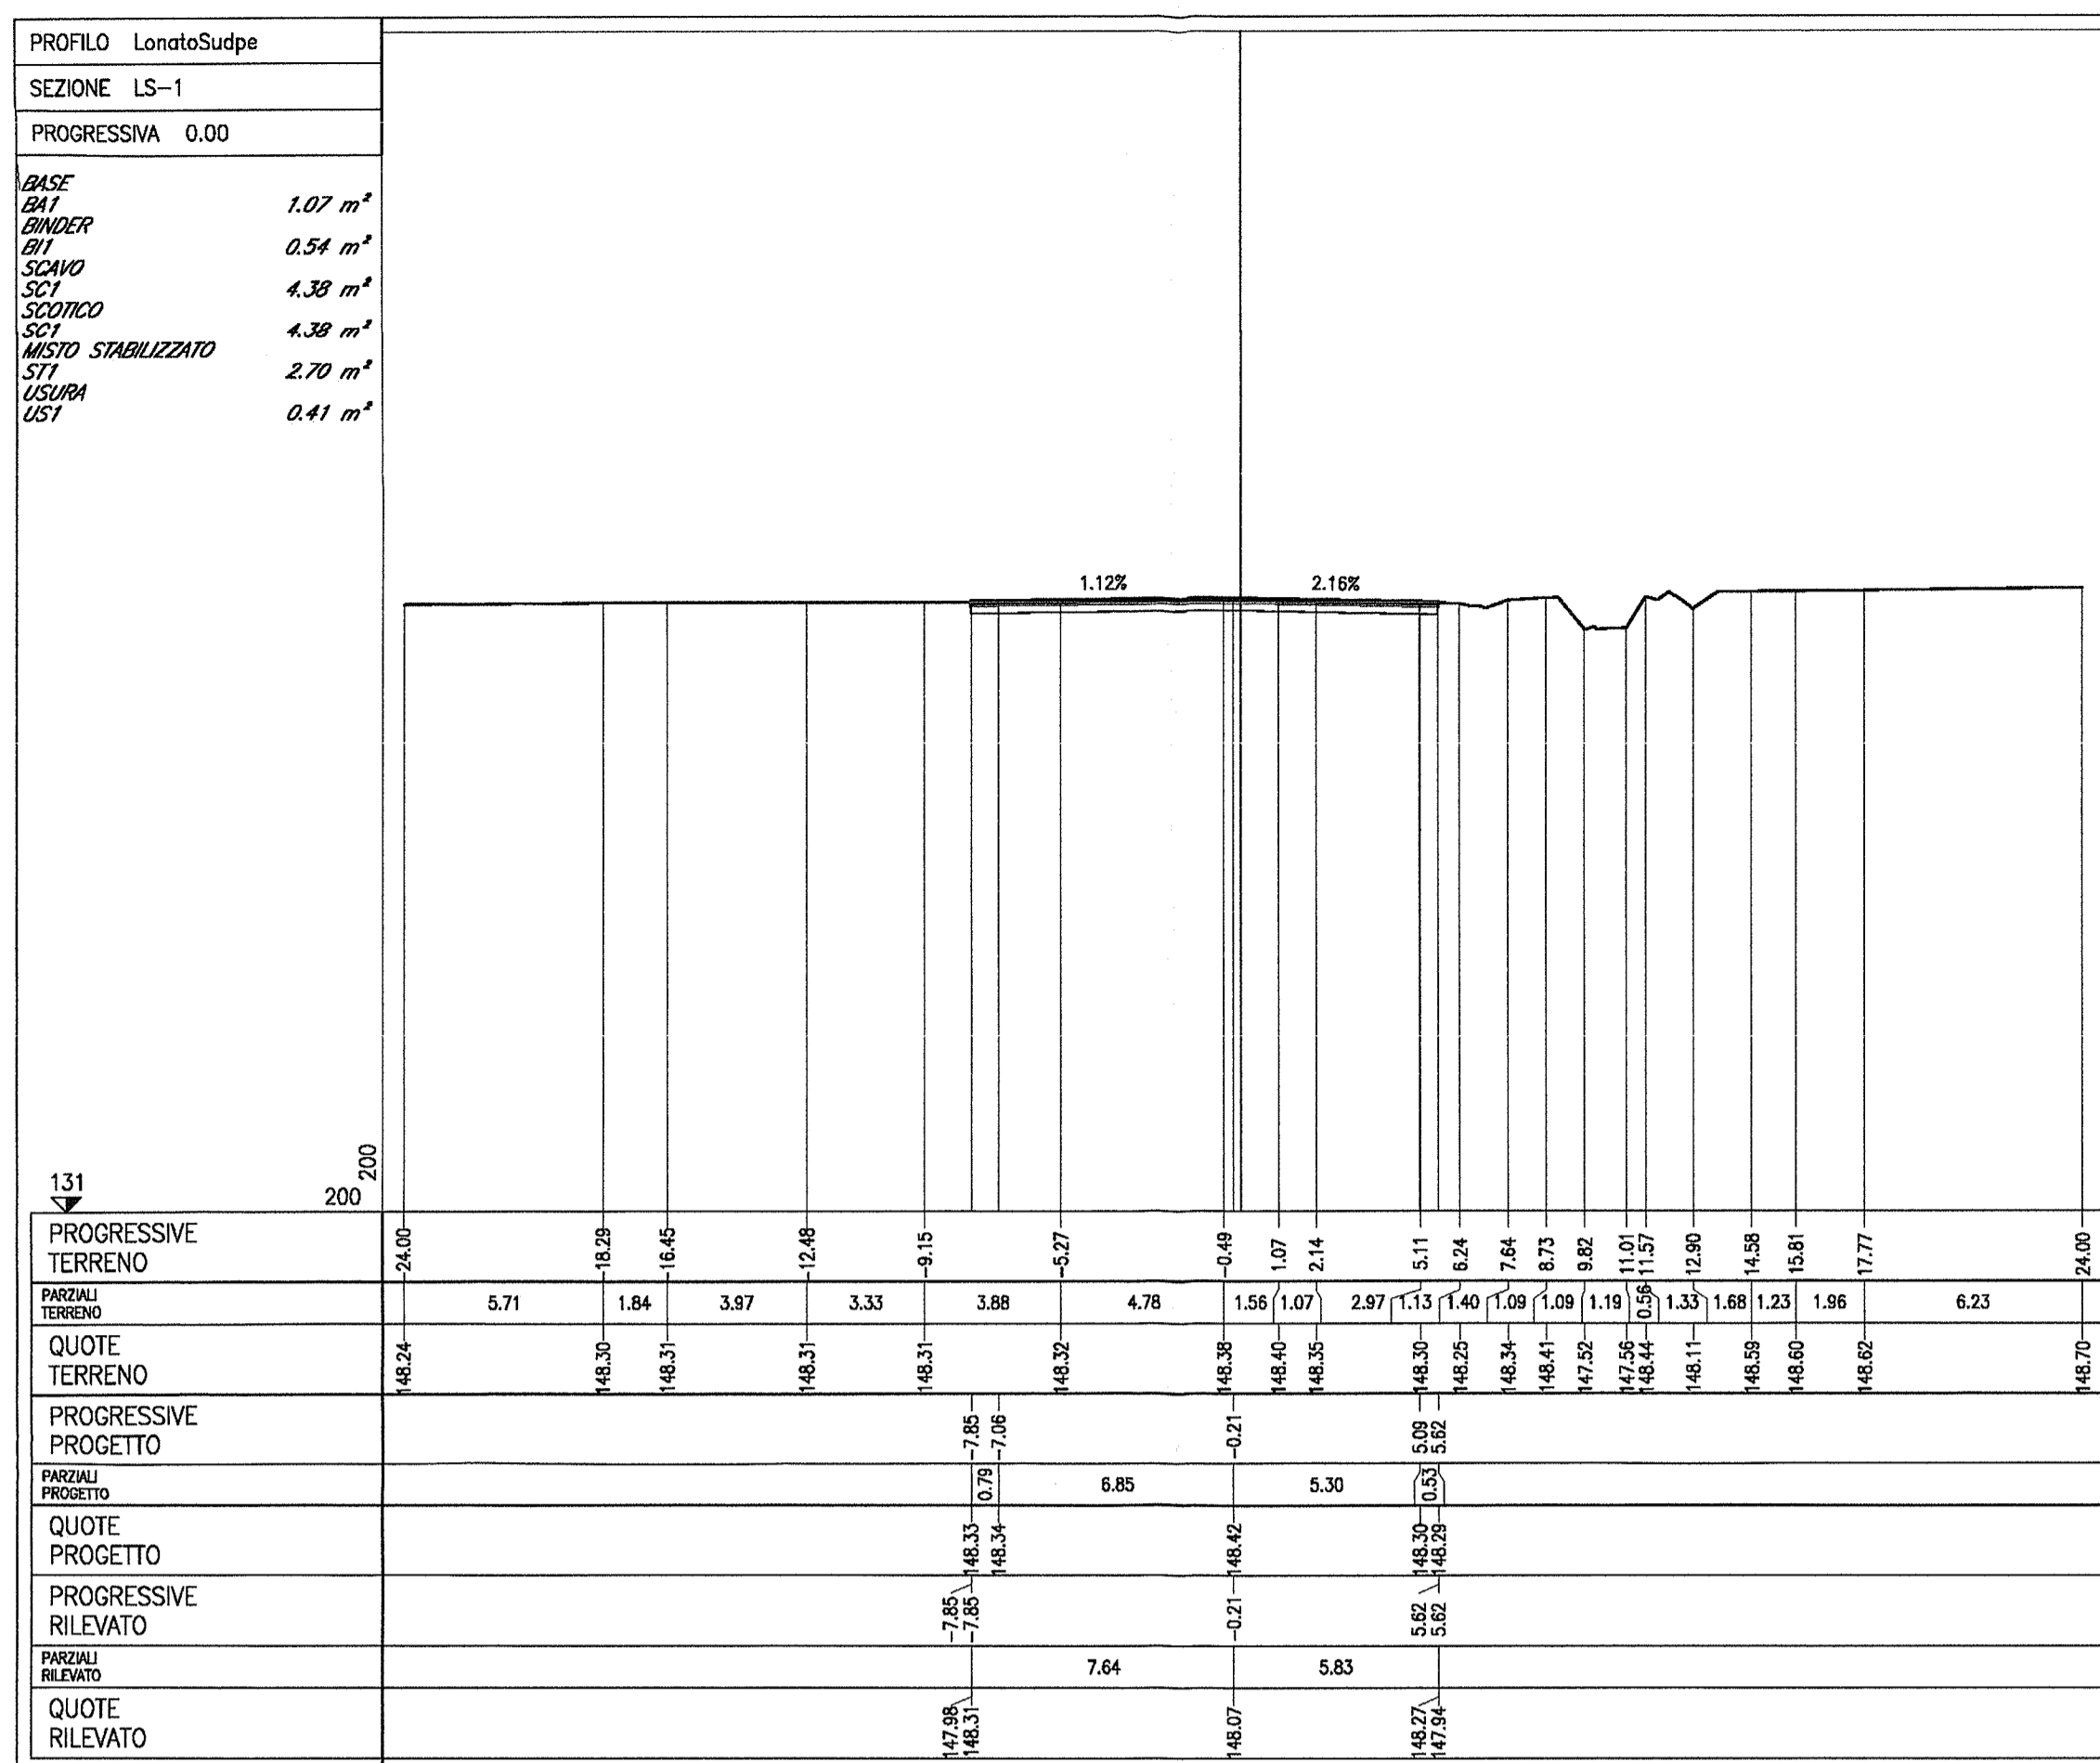 PROFILO LonatoSudpe
SEZIONE LS-1
PROGRESSIVA 0.00
BASE
BA1 1.07 m²
BINDER
BI1 0.54 m²
SCAVO
SC1 4.38 m²
SCOTICO
SC1 4.38 m²
MISTO STABILIZZATO
ST1 2.70 m²
USURA
US1 0.41 m²
1.12% 2.16%
131
200
200
PROGRESSIVE
TERRENO
-24.00 -18.29 -16.45 -12.48 -9.15 -5.27 -0.49 1.07 2.14 5.11 6.24 7.64 8.73 9.82 11.01 11.57 12.90 14.58 15.81 17.77 24.00
PARZIALI
TERRENO
5.71 1.84 3.97 3.33 3.88 4.78 1.56 1.07 2.97 1.13 1.40 1.09 1.09 1.19 0.56 1.33 1.68 1.23 1.96 6.23
QUOTE
TERRENO
148.24 148.30 148.31 148.31 148.31 148.32 148.38 148.40 148.35 148.30 148.25 148.34 148.41 147.52 147.56 148.44 148.11 148.59 148.60 148.62 148.70
PROGRESSIVE
PROGETTO
-7.85 -7.06 -0.21 5.09 5.62
PARZIALI
PROGETTO
0.79 6.85 5.30 0.53
QUOTE
PROGETTO
148.33 148.34 148.42 148.30 148.29
PROGRESSIVE
RILEVATO
-7.85 -7.85 -0.21 5.62 5.62
PARZIALI
RILEVATO
7.64 5.83
QUOTE
RILEVATO
147.98 148.31 148.07 148.27 147.94